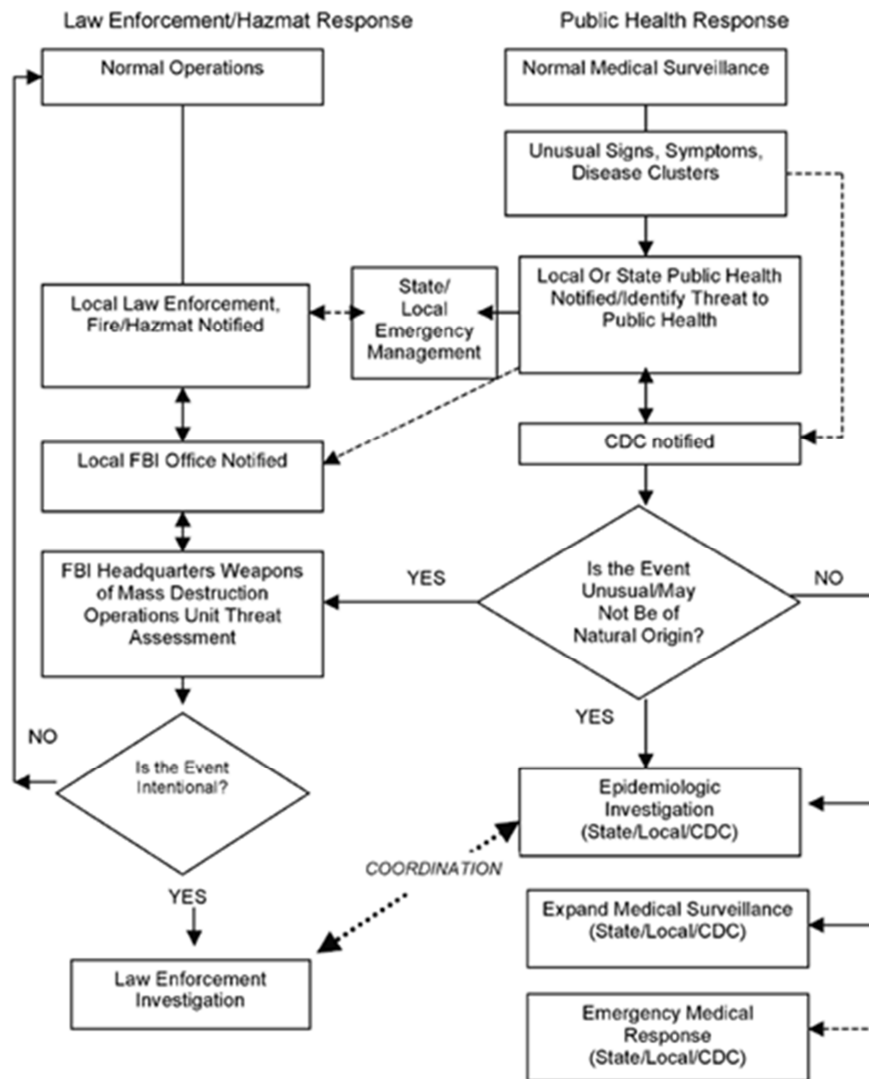 Law Enforcement/Hazmat Response
Public Health Response
Normal Operations
Normal Medical Surveillance
Unusual Signs, Symptoms,
Disease Clusters
Local Law Enforcement,
Fire/Hazmat Notified
State/
Local
Emergency
Management
Local Or State Public Health
Notified/Identify Threat to
Public Health
Local FBI Office Notified
CDC notified
FBI Headquarters Weapons
of Mass Destruction
Operations Unit Threat
Assessment
YES
Is the Event
Unusual/May
Not Be of
Natural Origin?
NO
YES
NO
Is the Event
Intentional?
Epidemiologic
Investigation
(State/Local/CDC)
COORDINATION
YES
Expand Medical Surveillance
(State/Local/CDC)
Law Enforcement
Investigation
Emergency Medical
Response
(State/Local/CDC)